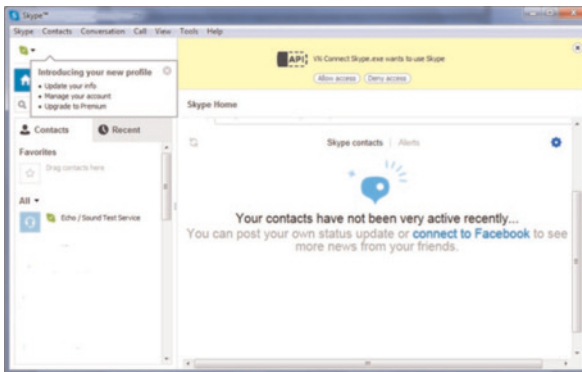 Skype™
Skype Contacts Conversation Call View Tools Help
API VN Connect Skype.exe wants to use Skype
Allow access Deny access
Introducing your new profile
• Update your info
• Manage your account
• Upgrade to Premium
Skype Home
Contacts Recent
Skype contacts | Alerts
Favorites
Drag contacts here
All
Echo / Sound Test Service
Your contacts have not been very active recently...
You can post your own status update or connect to Facebook to see
more news from your friends.